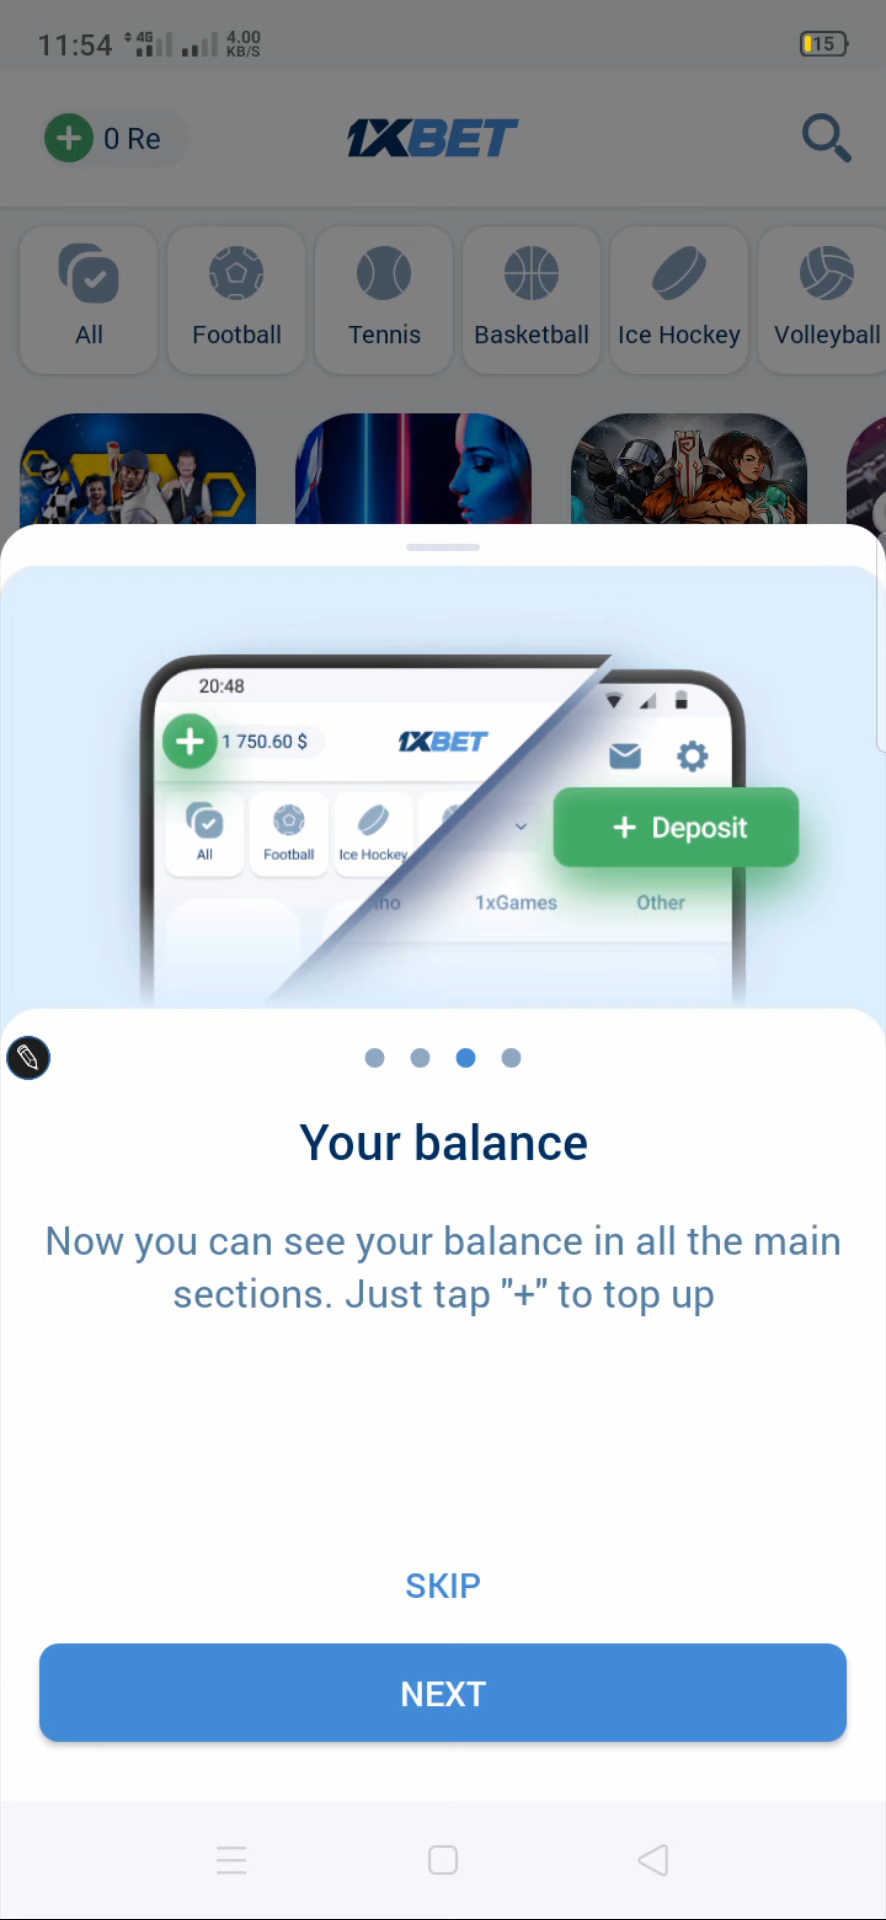 11:54 4G 4.00 KB/S 15
0 Re 1XBET
All Football Tennis Basketball Ice Hockey Volleyball
20:48
1 750.60 $ 1XBET
+ Deposit
All Football Ice Hockey
1xGames Other
Your balance
Now you can see your balance in all the main
sections. Just tap "+" to top up
SKIP
NEXT